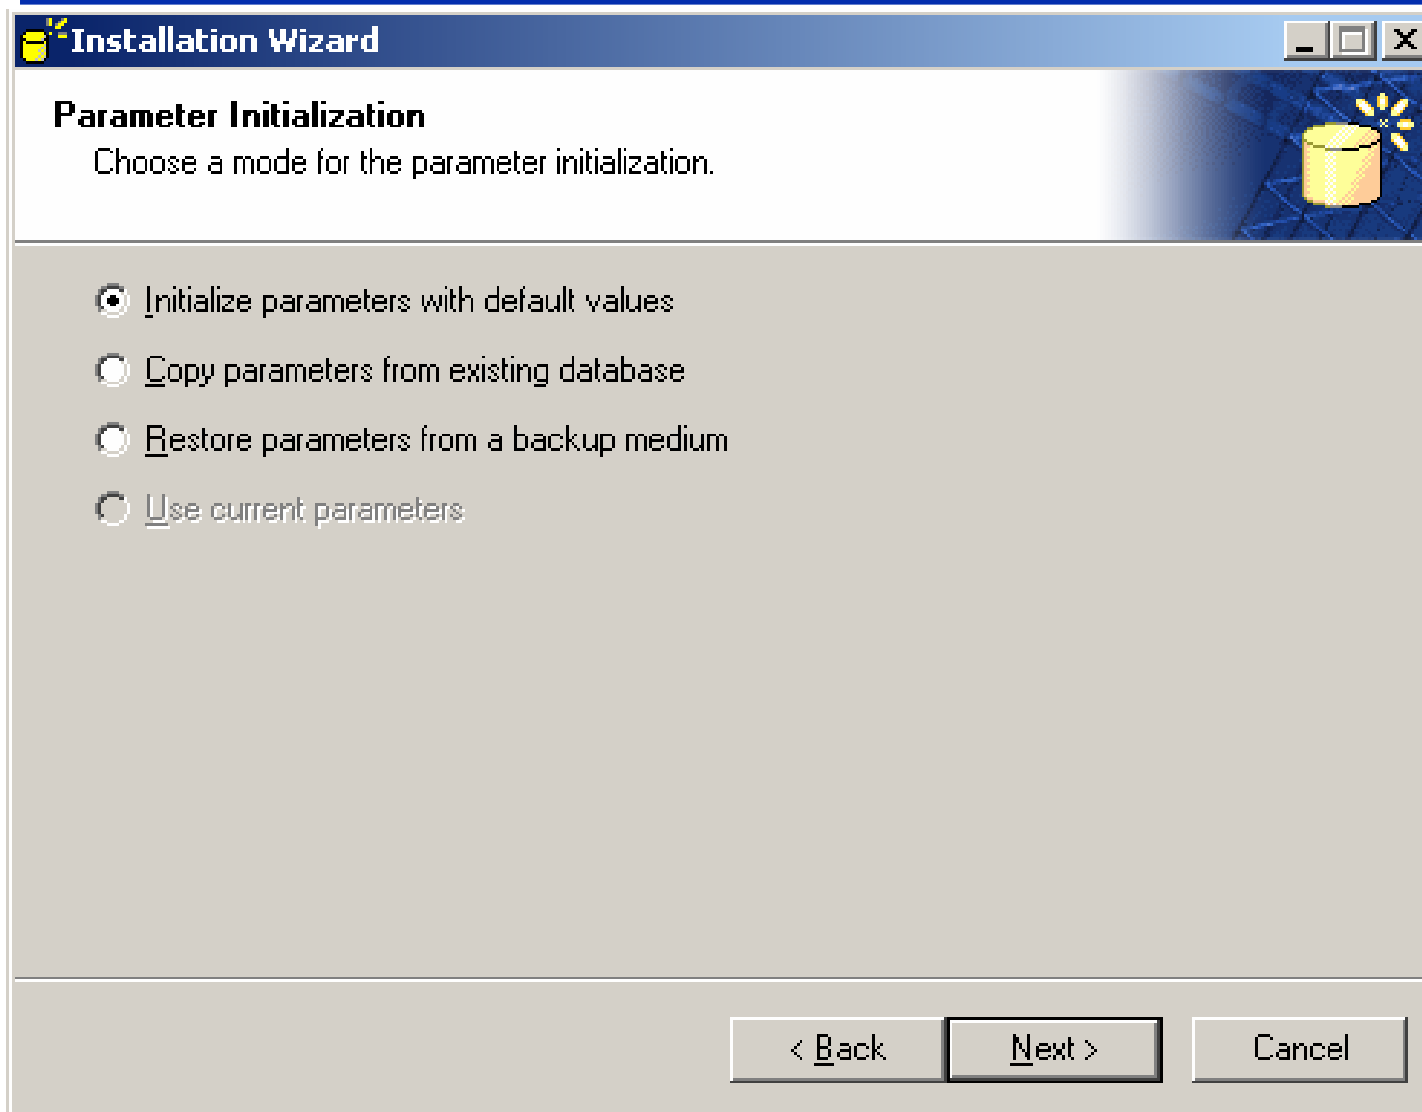 Installation Wizard
Parameter Initialization
Choose a mode for the parameter initialization.
Initialize parameters with default values
Copy parameters from existing database
Restore parameters from a backup medium
Use current parameters
< Back Next > Cancel